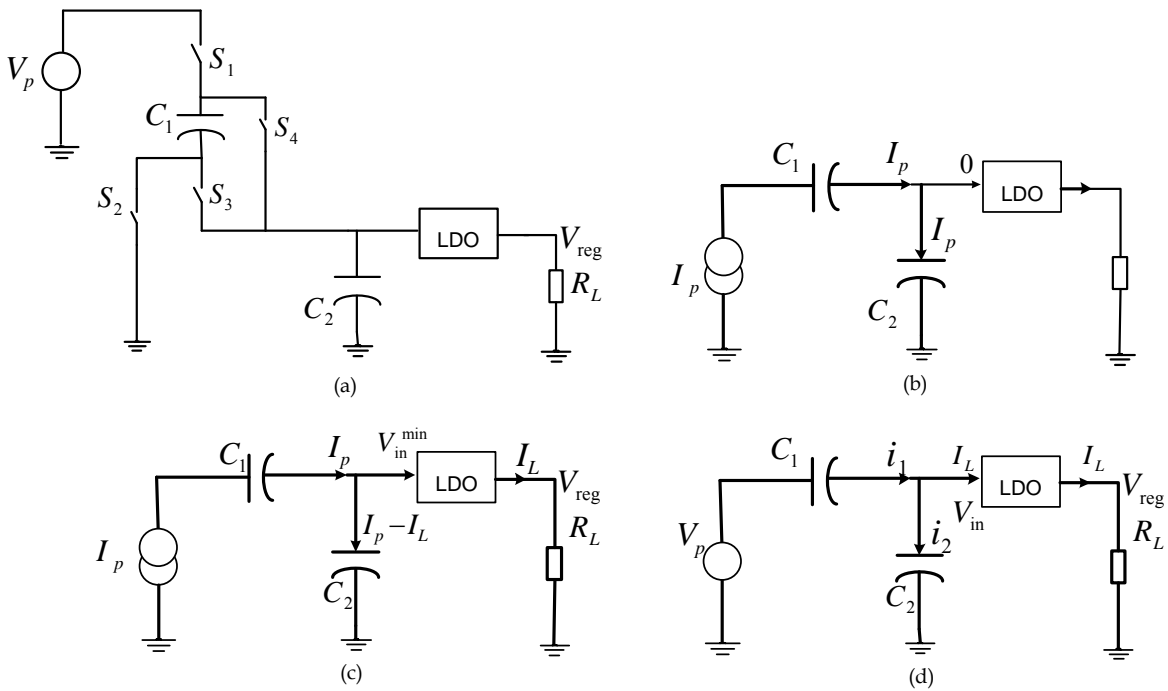 V_p
S_1
C_1
S_4
S_2
S_3
LDO
V_reg
R_L
C_2
(a)
C_1
I_p
0
LDO
I_p
I_p
C_2
(b)
C_1
I_p
V_in^min
LDO
I_L
V_reg
I_p
I_p – I_L
R_L
C_2
(c)
C_1
i_1
I_L
LDO
I_L
V_in
V_reg
V_p
i_2
R_L
C_2
(d)